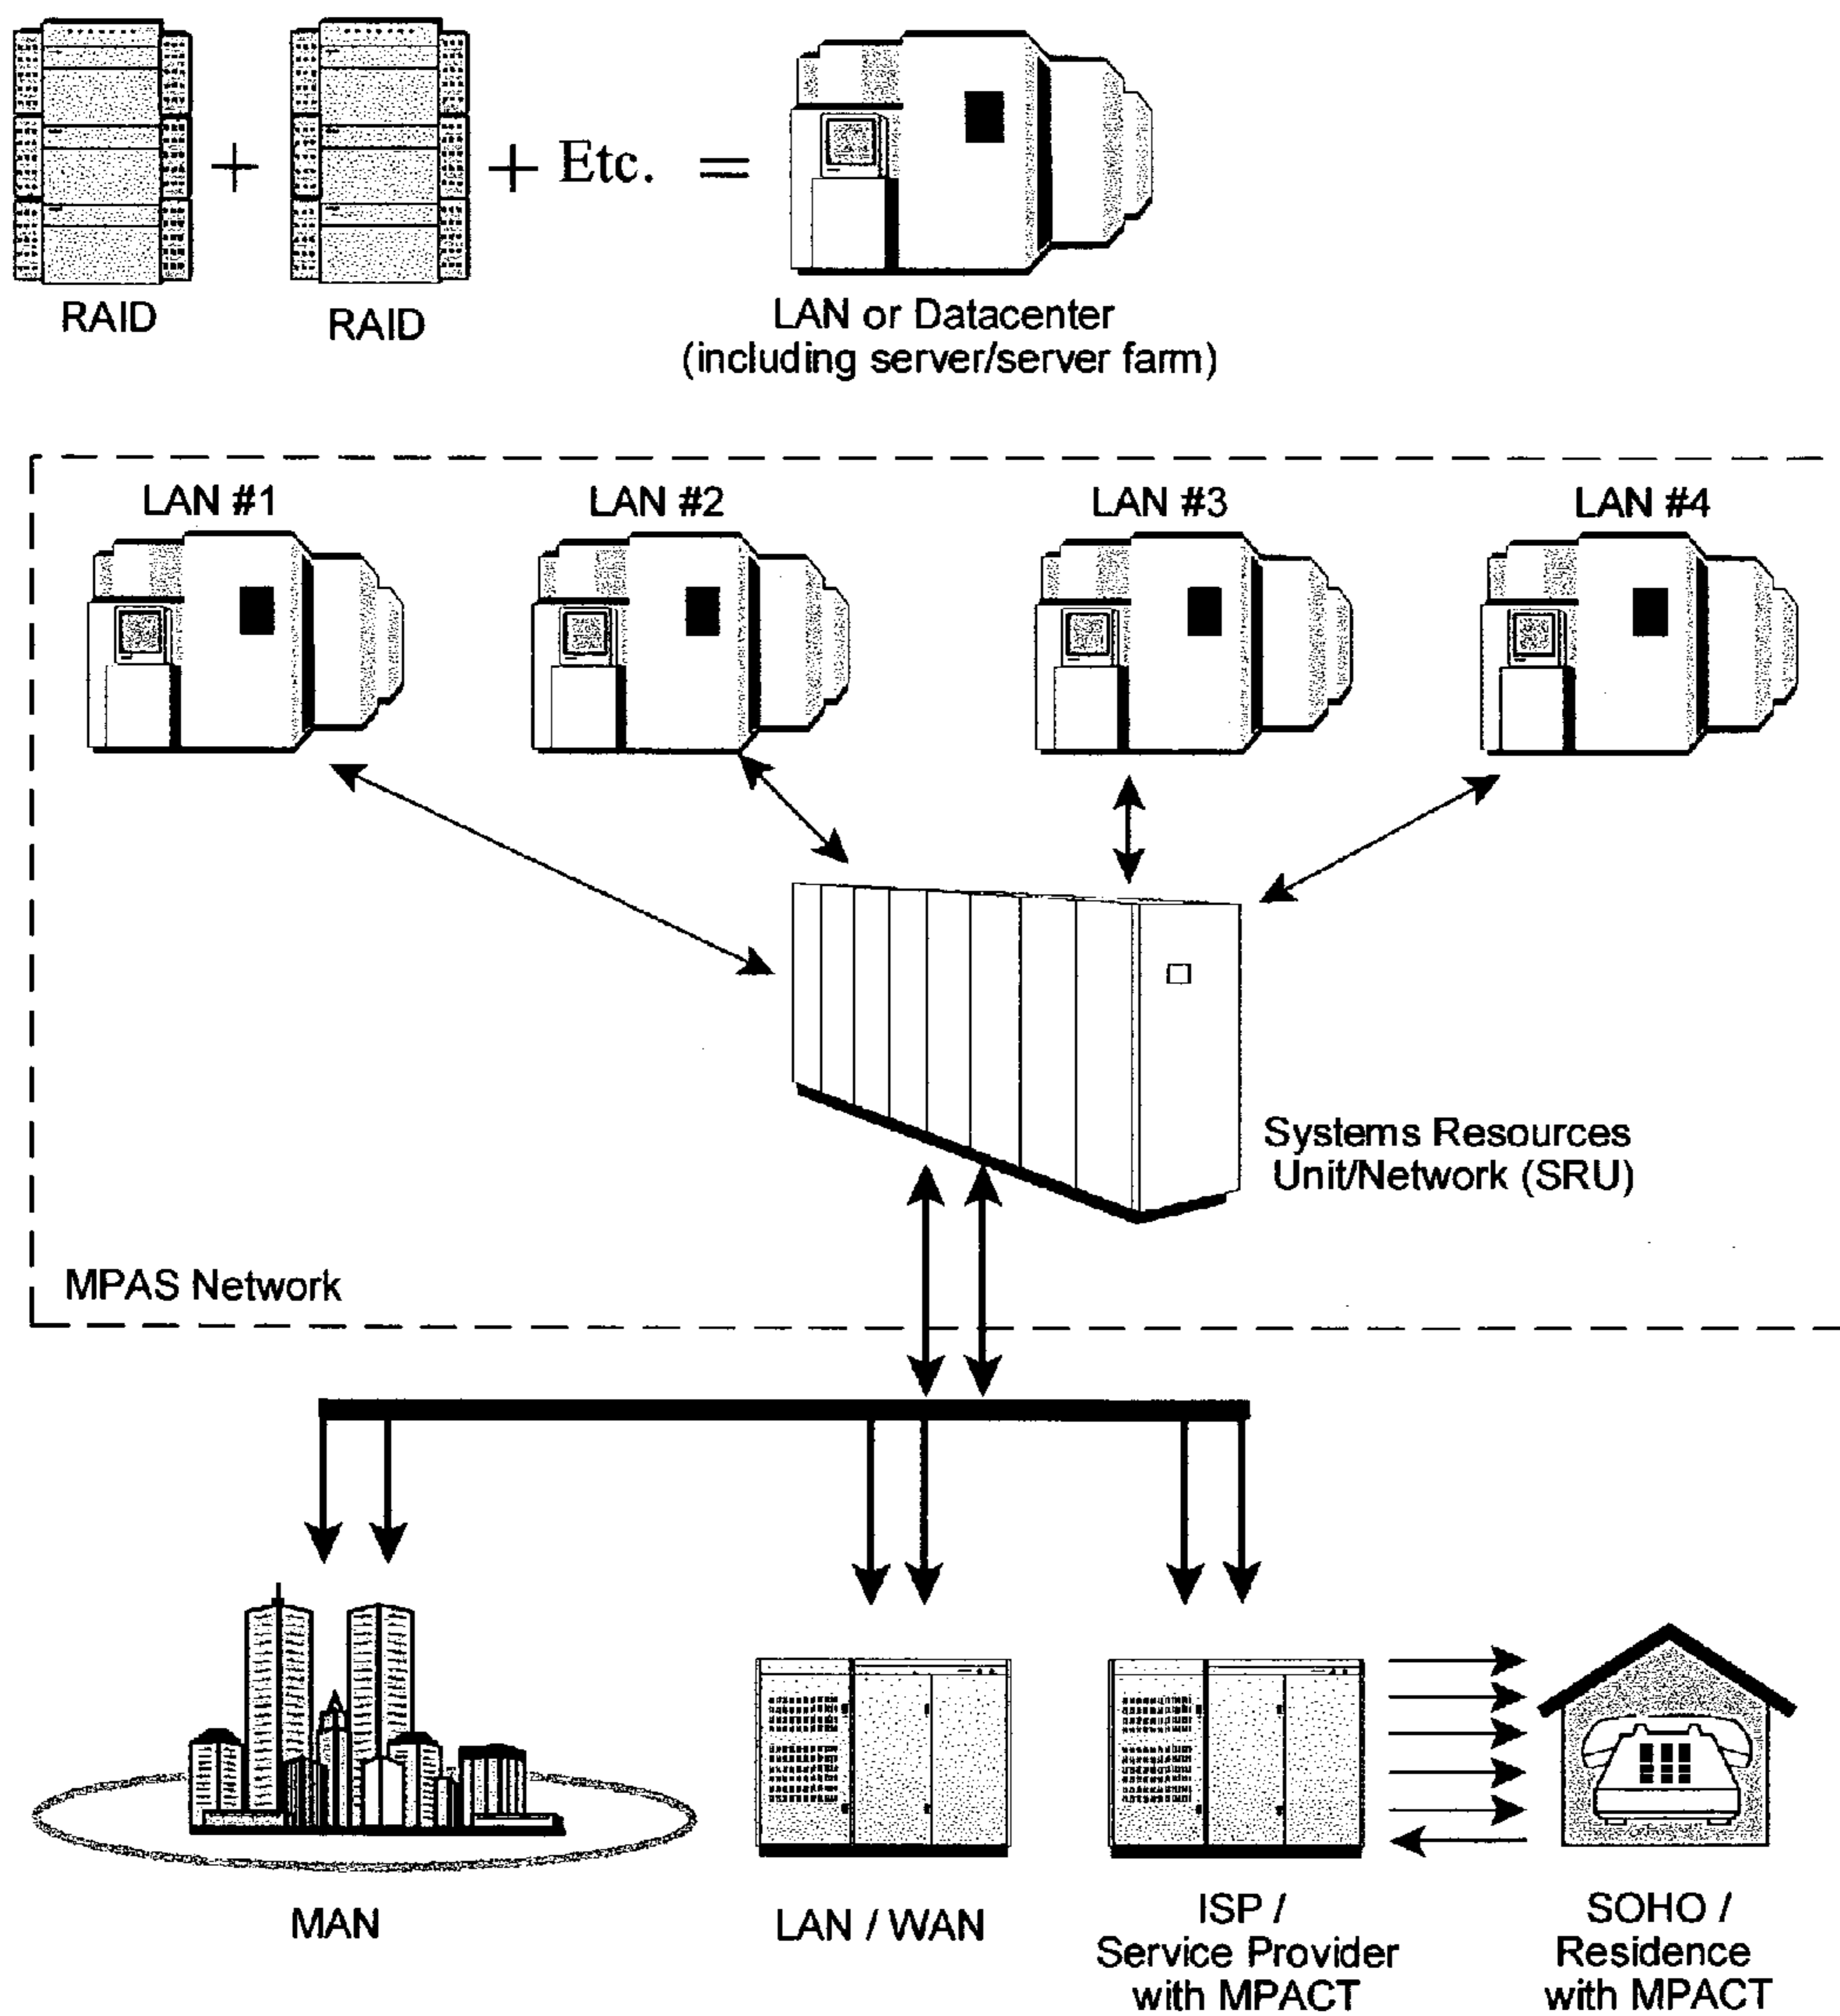 + + Etc. =
RAID
RAID
LAN or Datacenter
(including server/server farm)
LAN #1
LAN #2
LAN #3
LAN #4
Systems Resources
Unit/Network (SRU)
MPAS Network
MAN
LAN / WAN
ISP /
Service Provider
with MPACT
SOHO /
Residence
with MPACT